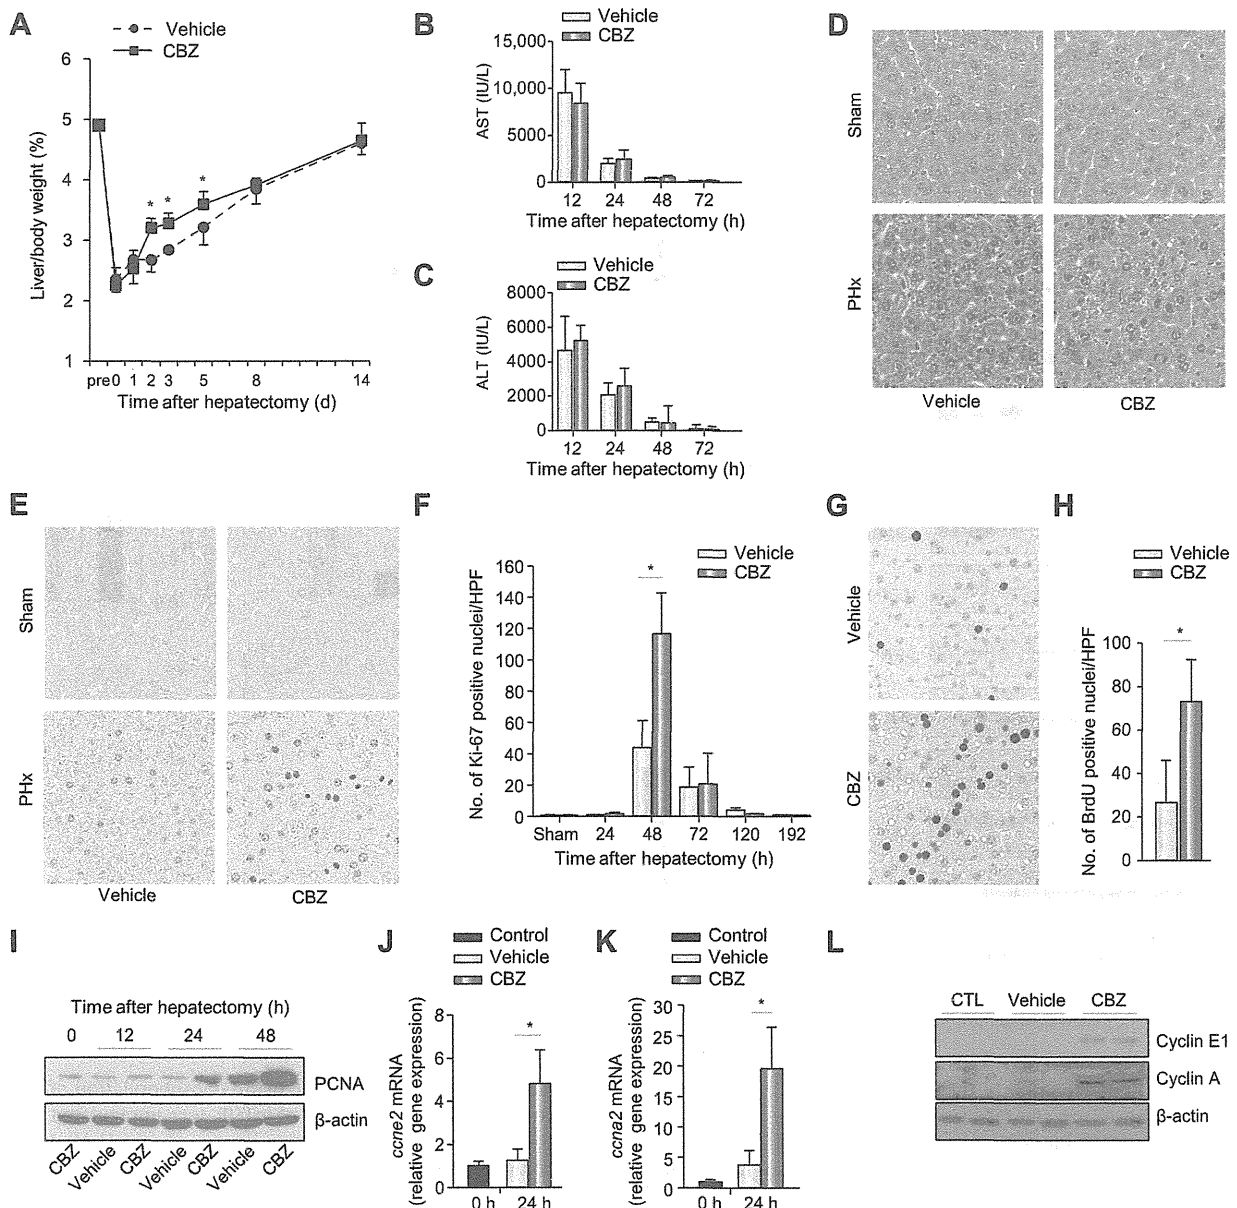 A
Vehicle
CBZ
Liver/body weight (%)
6
5
4
3
2
1
* * *
pre 0 1 2 3 5 8 14
Time after hepatectomy (d)
B
Vehicle
CBZ
AST (IU/L)
15,000
10,000
5000
0
12 24 48 72
Time after hepatectomy (h)
C
Vehicle
CBZ
ALT (IU/L)
8000
6000
4000
2000
0
12 24 48 72
Time after hepatectomy (h)
D
Sham
PHx
Vehicle CBZ
E
Sham
PHx
Vehicle CBZ
F
Vehicle
CBZ
No. of Ki-67 positive nuclei/HPF
160
140
120
100
80
60
40
20
0
*
Sham 24 48 72 120 192
Time after hepatectomy (h)
G
Vehicle
CBZ
H
Vehicle
CBZ
No. of BrdU positive nuclei/HPF
100
80
60
40
20
0
*
I
Time after hepatectomy (h)
0 12 24 48
PCNA
β-actin
CBZ Vehicle CBZ Vehicle CBZ Vehicle CBZ
J
Control
Vehicle
CBZ
ccne2 mRNA
(relative gene expression)
8
6
4
2
0
*
0 h 24 h
K
Control
Vehicle
CBZ
ccna2 mRNA
(relative gene expression)
30
25
20
15
10
5
0
*
0 h 24 h
L
CTL Vehicle CBZ
Cyclin E1
Cyclin A
β-actin